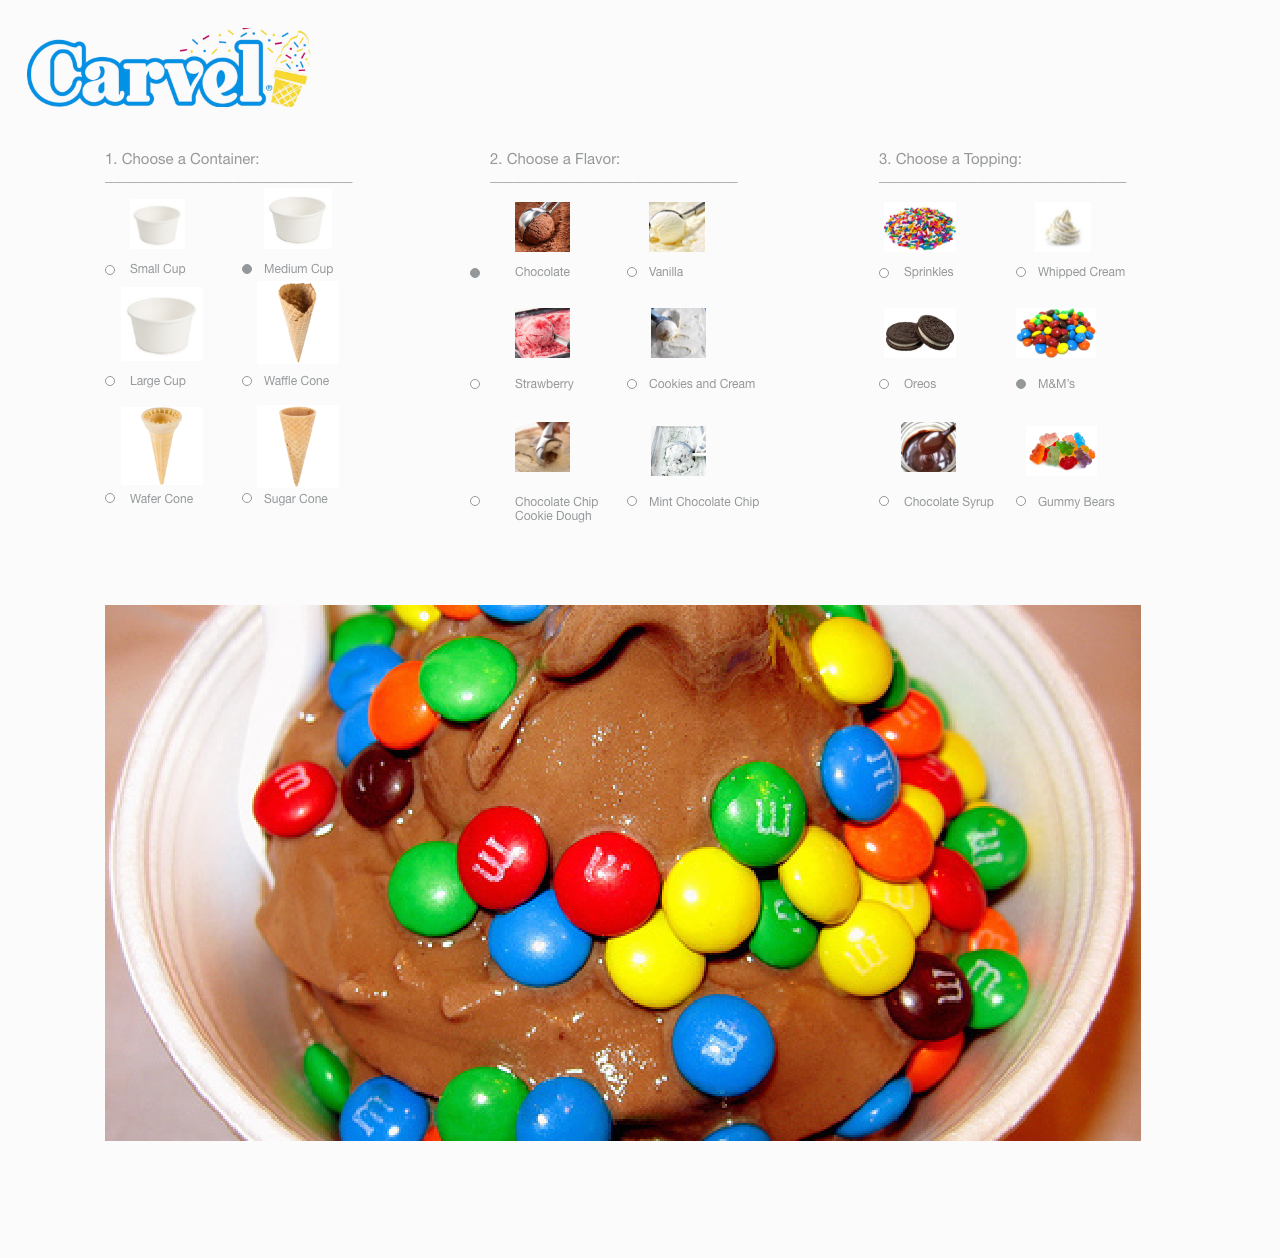 Carvel®
1. Choose a Container:
2. Choose a Flavor:
3. Choose a Topping:
Small Cup
Medium Cup
Chocolate
Vanilla
Sprinkles
Whipped Cream
Large Cup
Waffle Cone
Strawberry
Cookies and Cream
Oreos
M&M's
Wafer Cone
Sugar Cone
Chocolate Chip
Cookie Dough
Mint Chocolate Chip
Chocolate Syrup
Gummy Bears
m
m
m
m
m
m
m
m
m
m
m
m
m
m